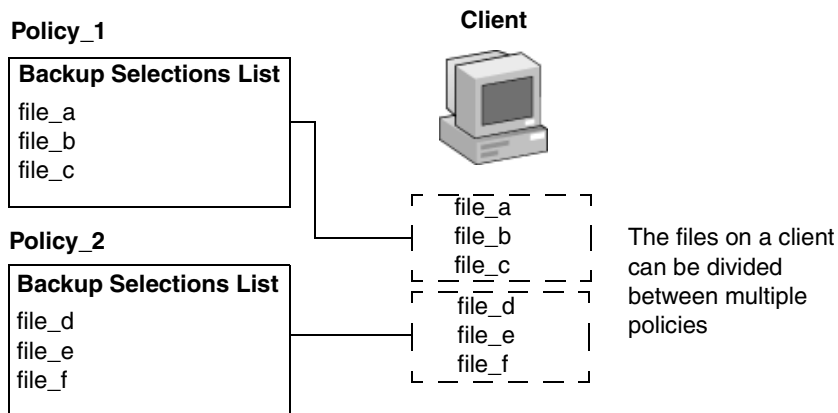 Policy_1
Backup Selections List
file_a
file_b
file_c
Policy_2
Backup Selections List
file_d
file_e
file_f
Client
file_a
file_b
file_c
file_d
file_e
file_f
The files on a client
can be divided
between multiple
policies